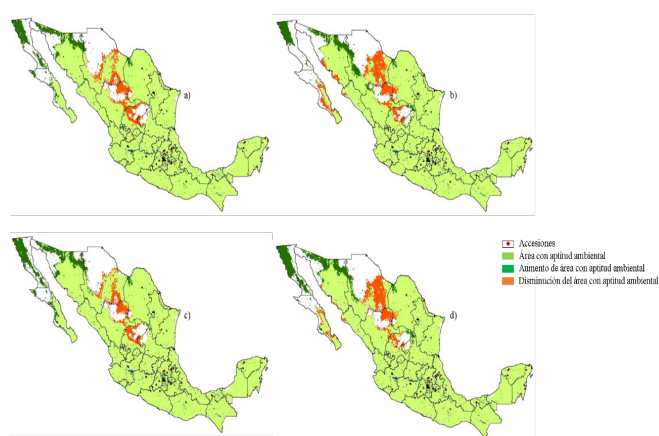 a)
b)
c)
d)
Accesiones
Área con aptitud ambiental
Aumento de área con aptitud ambiental
Disminución del área con aptitud ambiental